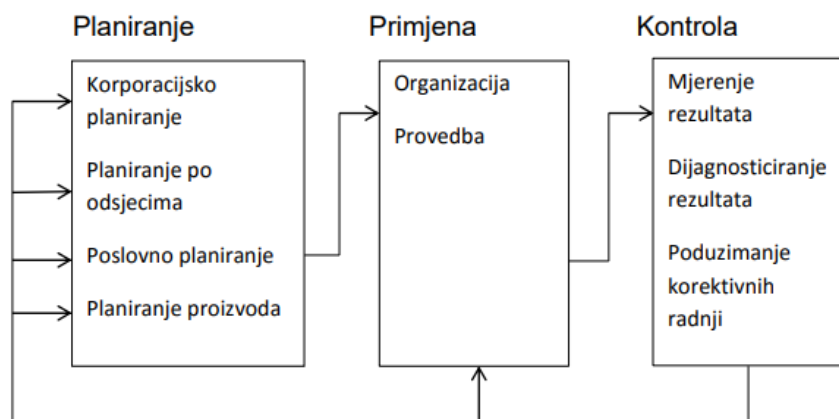 Planiranje
Primjena
Kontrola
Korporacijsko
planiranje
Planiranje po
odsjecima
Poslovno planiranje
Planiranje proizvoda
Organizacija
Provedba
Mjerenje
rezultata
Dijagnosticiranje
rezultata
Poduzimanje
korektivnih
radnji